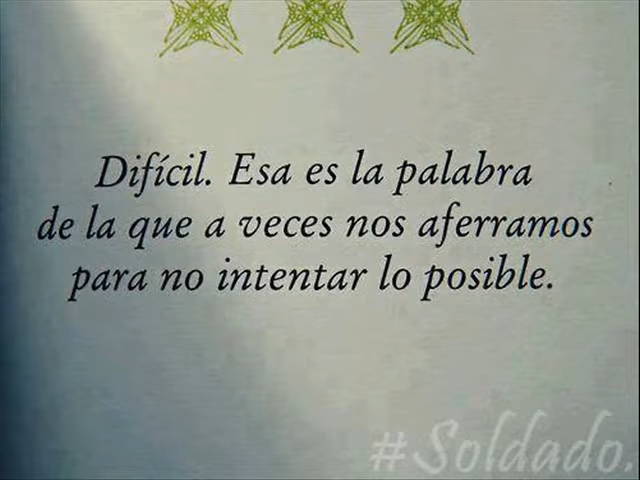 Difícil. Esa es la palabra
de la que a veces nos aferramos
para no intentar lo posible.
#Soldado.